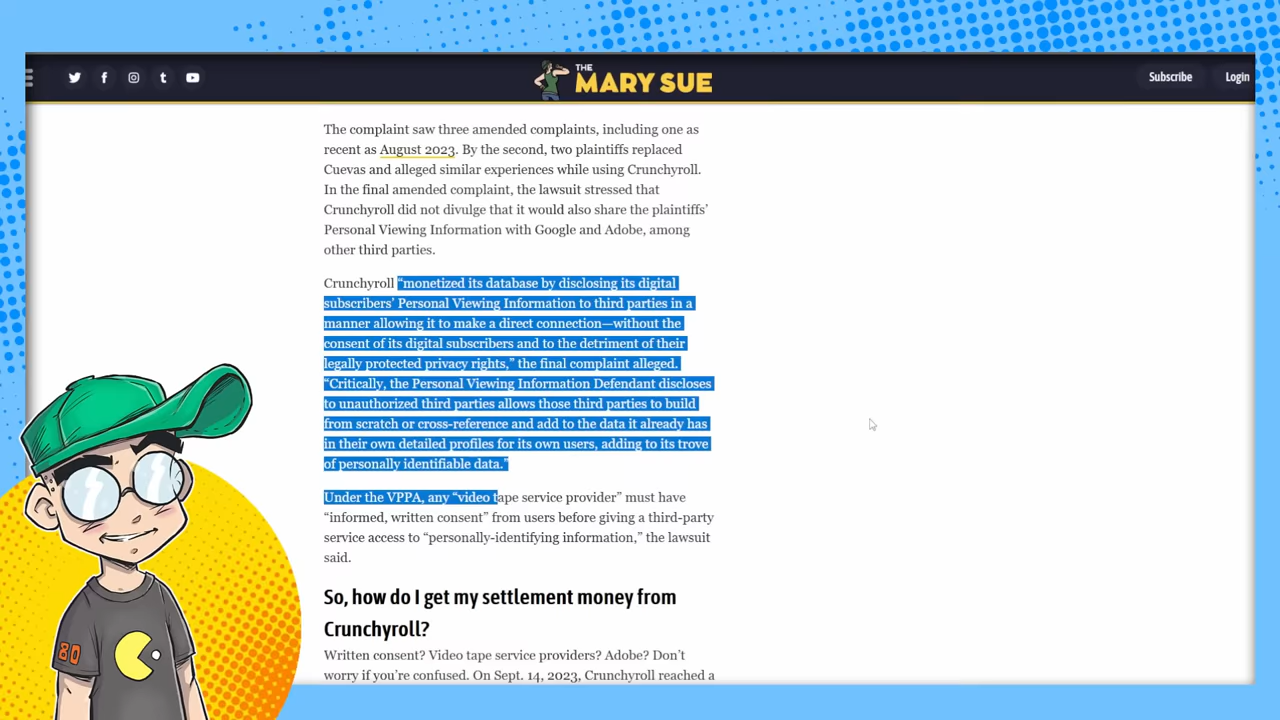 THE
MARY SUE
Subscribe
Login
The complaint saw three amended complaints, including one as
recent as August 2023. By the second, two plaintiffs replaced
Cuevas and alleged similar experiences while using Crunchyroll.
In the final amended complaint, the lawsuit stressed that
Crunchyroll did not divulge that it would also share the plaintiffs’
Personal Viewing Information with Google and Adobe, among
other third parties.
Crunchyroll “monetized its database by disclosing its digital
subscribers’ Personal Viewing Information to third parties in a
manner allowing it to make a direct connection—without the
consent of its digital subscribers and to the detriment of their
legally protected privacy rights,” the final complaint alleged.
“Critically, the Personal Viewing Information Defendant discloses
to unauthorized third parties allows those third parties to build
from scratch or cross-reference and add to the data it already has
in their own detailed profiles for its own users, adding to its trove
of personally identifiable data.”
Under the VPPA, any “video tape service provider” must have
“informed, written consent” from users before giving a third-party
service access to “personally-identifying information,” the lawsuit
said.
So, how do I get my settlement money from
Crunchyroll?
Written consent? Video tape service providers? Adobe? Don’t
worry if you’re confused. On Sept. 14, 2023, Crunchyroll reached a
80